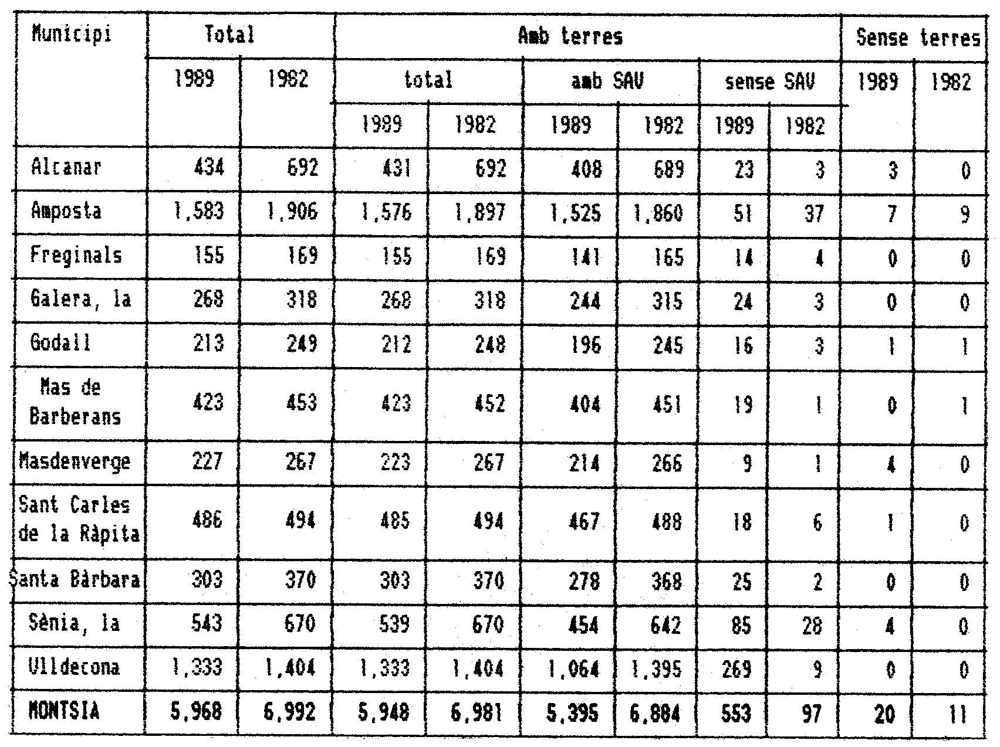 Municipi Total Amb terres Sense terres
1989 1982 total amb SAU sense SAU 1989 1982
1989 1982 1989 1982 1989 1982
Alcanar 434 692 431 692 408 689 23 3 3 0
Amposta 1.583 1.906 1.576 1.897 1.525 1.860 51 37 7 9
Freginals 155 169 155 169 141 165 14 4 0 0
Galera, la 268 318 268 318 244 315 24 3 0 0
Godall 213 249 212 248 196 245 16 3 1 1
Mas de
Barberans 423 453 423 452 404 451 19 1 0 1
Masdenverge 227 267 223 267 214 266 9 1 4 0
Sant Carles
de la Ràpita 486 494 485 494 467 488 18 6 1 0
Santa Bàrbara 303 370 303 370 278 368 25 2 0 0
Sènia, la 543 670 539 670 454 642 85 28 4 0
Ulldecona 1.333 1.404 1.333 1.404 1.064 1.395 269 9 0 0
MONTSIÀ 5.968 6.992 5.948 6.981 5.395 6.884 553 97 20 11